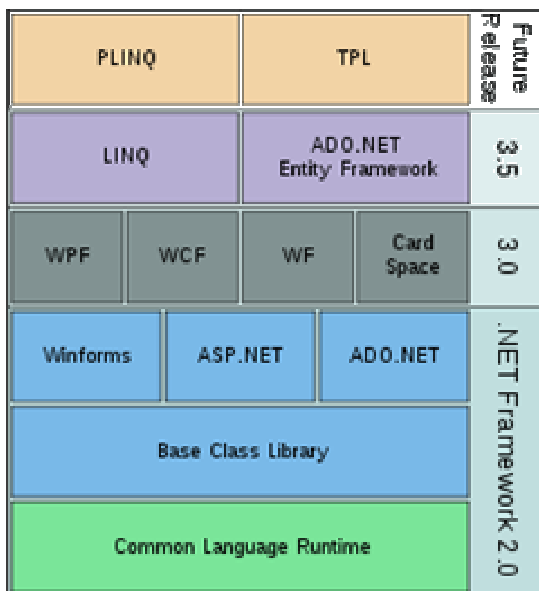 PLINQ
TPL
Future
Release
LINQ
ADO.NET
Entity Framework
3.5
WPF
WCF
WF
Card
Space
3.0
Winforms
ASP.NET
ADO.NET
Base Class Library
Common Language Runtime
.NET Framework 2.0